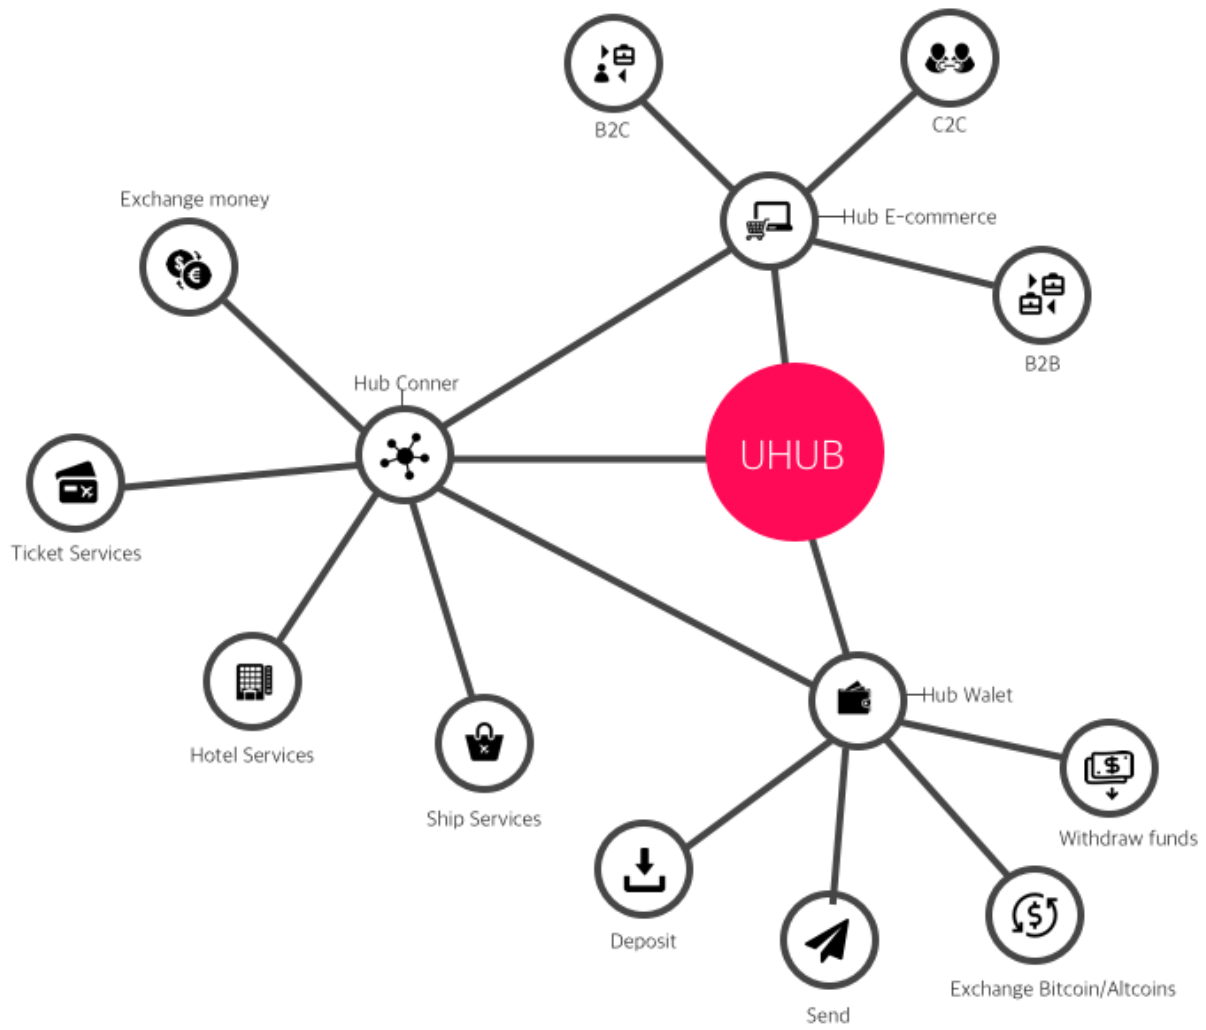 B2C
C2C
Exchange money
Hub E-commerce
B2B
Hub Conner
UHUB
Ticket Services
Hub Walet
Hotel Services
Ship Services
Withdraw funds
Deposit
Exchange Bitcoin/Altcoins
Send